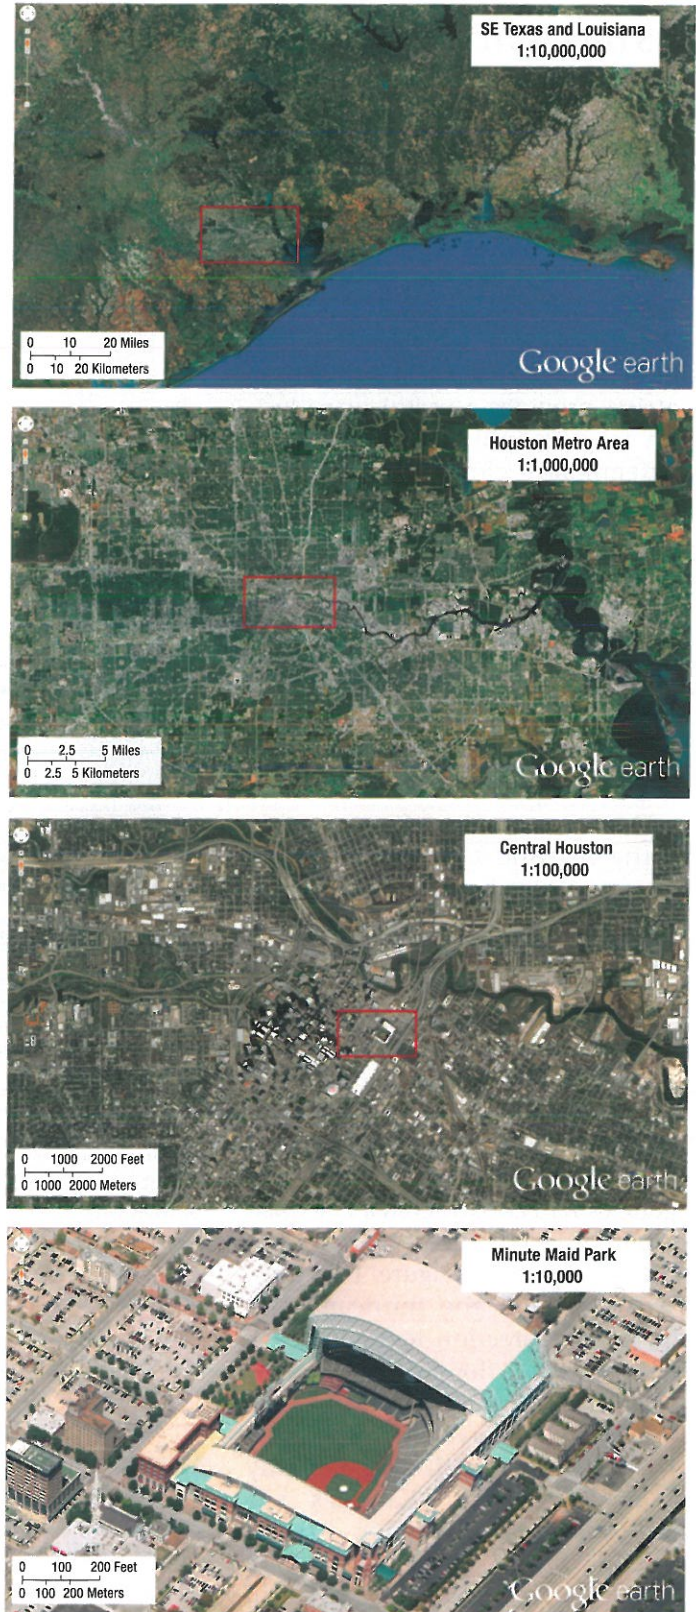 SE Texas and Louisiana
1:10,000,000
0 10 20 Miles
0 10 20 Kilometers
Google earth
Houston Metro Area
1:1,000,000
0 2.5 5 Miles
0 2.5 5 Kilometers
Google earth
Central Houston
1:100,000
0 1000 2000 Feet
0 1000 2000 Meters
Google earth
Minute Maid Park
1:10,000
0 100 200 Feet
0 100 200 Meters
Google earth